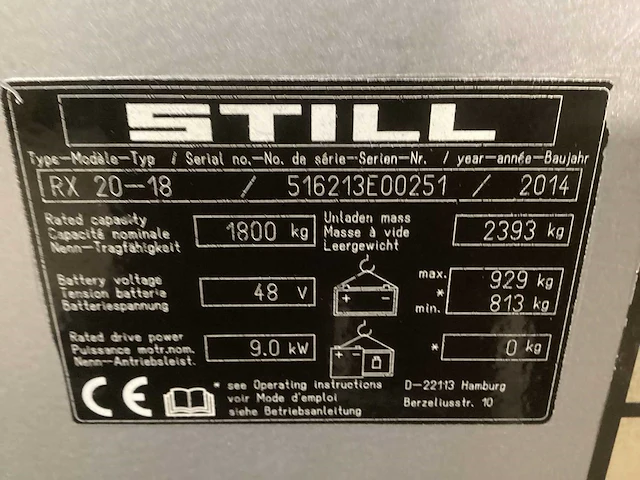 STILL
Type-Modèle-Typ / Serial no.-No. de série-Serien-Nr. / year-année-Baujahr
RX 20-18 / 516213E00251 / 2014
Rated capacity
Capacité nominale
Nenn-Tragfähigkeit
1800 kg
Unladen mass
Masse à vide
Leergewicht
2393 kg
Battery voltage
Tension batterie
Batteriespannung
48 V
+ -
max. 929 kg
*
min. 813 kg
Rated drive power
Puissance motr.nom.
Nenn-Antriebsleist.
9.0 kW
+ -
* 0 kg
CE
* see Operating instructions
voir Mode d'emploi
siehe Betriebsanleitung
D-22113 Hamburg
Berzeliusstr. 10